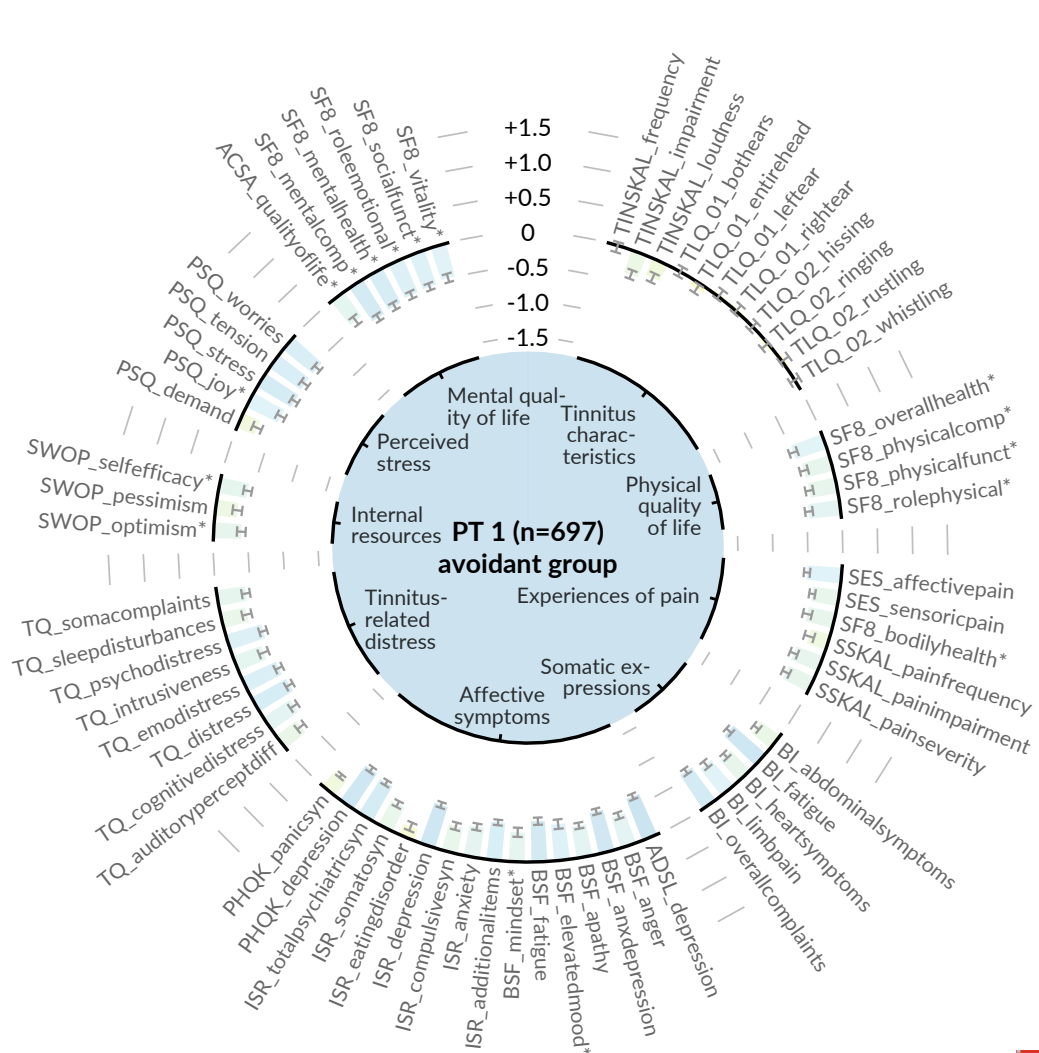 +1.5
+1.0
+0.5
0
-0.5
-1.0
-1.5
TINSKAL_frequency
TINSKAL_impairment
TINSKAL_loudness
TLQ_01_bothears
TLQ_01_entirehead
TLQ_01_leftear
TLQ_01_rightear
TLQ_02_hissing
TLQ_02_ringing
TLQ_02_rustling
TLQ_02_whistling
SF8_overallhealth*
SF8_physicalcomp*
SF8_physicalfunct*
SF8_rolephysical*
SES_affectivepain
SES_sensoricpain
SF8_bodilyhealth*
SSKAL_painfrequency
SSKAL_painimpairment
SSKAL_painseverity
BI_abdominalsymptoms
BI_fatigue
BI_heartsymptoms
BI_limbpain
BI_overallcomplaints
ADSL_depression
BSF_anger
BSF_anxdepression
BSF_apathy
BSF_elevatedmood*
BSF_fatigue
BSF_mindset*
ISR_additionalitems
ISR_anxiety
ISR_compulsivesyn
ISR_depression
ISR_eatingdisorder
ISR_somatosyn
ISR_totalpsychiatricsyn
PHQK_depression
PHQK_panicsyn
TQ_auditoryperceptdiff
TQ_cognitivedistress
TQ_distress
TQ_emodistress
TQ_intrusiveness
TQ_psychodistress
TQ_sleepdisturbances
TQ_somacomplaints
SWOP_optimism*
SWOP_pessimism
SWOP_selfefficacy*
PSQ_demand
PSQ_joy*
PSQ_stress
PSQ_tension
PSQ_worries
ACSA_qualityoflife*
SF8_mentalcomp*
SF8_mentalhealth*
SF8_roleemotional*
SF8_socialfunct*
SF8_vitality*
Mental qual-
ity of life
Tinnitus
charac-
teristics
Perceived
stress
Physical
quality
of life
Internal
resources
PT 1 (n=697)
avoidant group
Experiences of pain
Tinnitus-
related
distress
Somatic ex-
pressions
Affective
symptoms